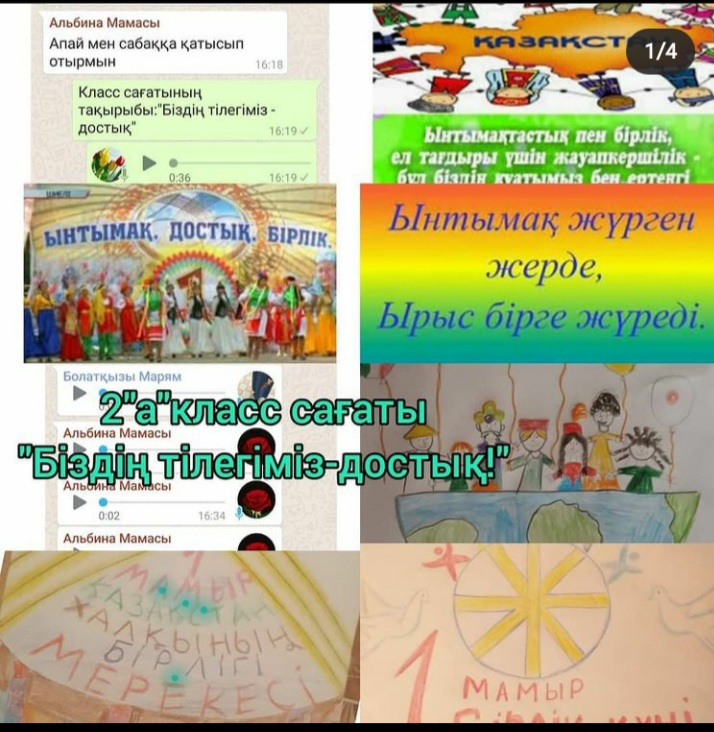 Альбина Мамасы
Апай мен сабаққа қатысып
отырмын
16:18
Класс сағатының
тақырыбы:"Біздің тілегіміз -
достық"
16:19
0:36
16:19
ҚАЗАҚСТ
1/4
Ынтымақтастық пен бірлік,
ел тағдыры үшін жауапкершілік -
бұл біздің қуатымыз бен ертеңгі
ЫНТЫМАҚ. ДОСТЫҚ. БІРЛІК.
1
Ынтымақ жүрген
жерде,
Ырыс бірге жүреді.
Болатқызы Марям
2"а"класс сағаты
Альбина Мамасы
"Біздің тілегіміз-достық!"
Альбина Мамасы
0:02
16:34
Альбина Мамасы
1
МАМЫР
ҚАЗАҚСТАН
ХАЛҚЫНЫҢ
БІРЛІГІ
МЕРЕКЕСІ
1
МАМЫР
Бірлік күні